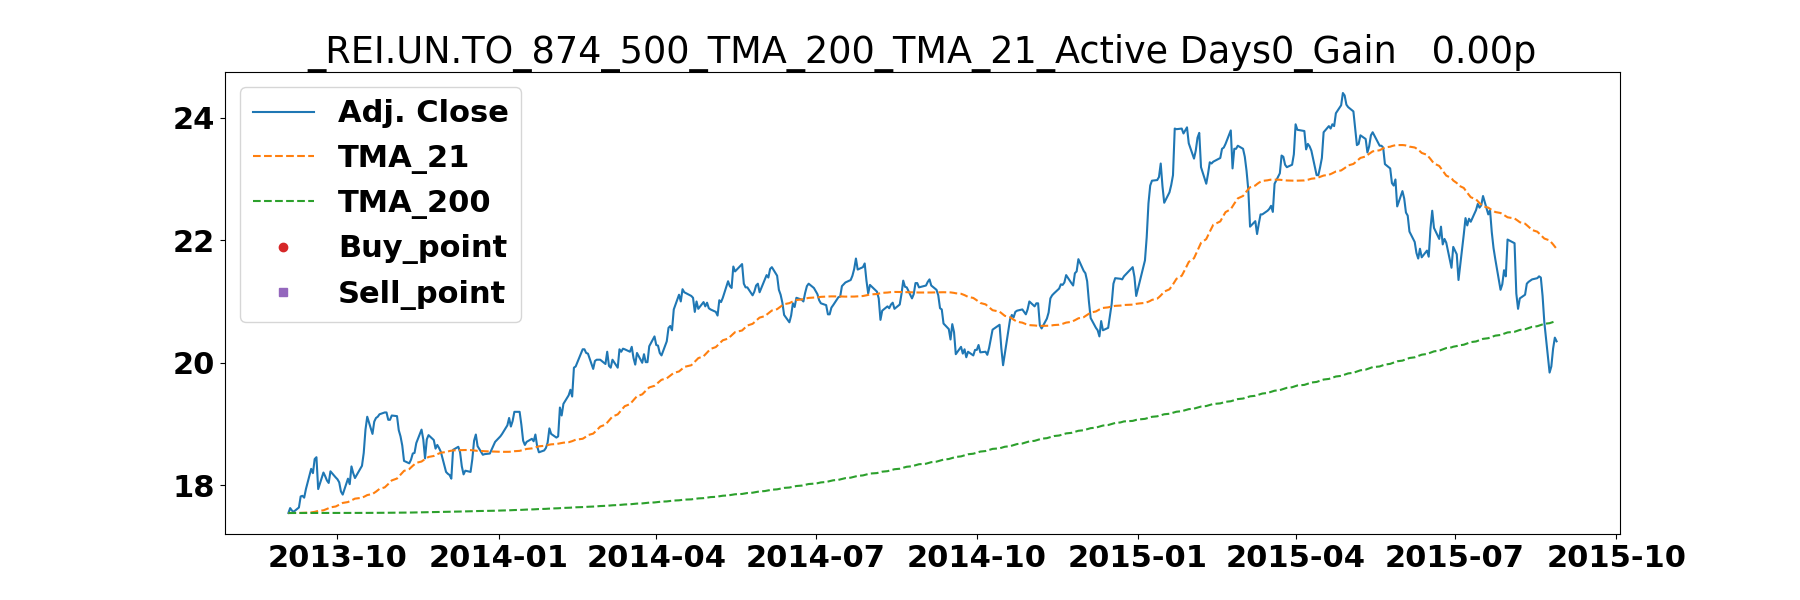 _REI.UN.TO_874_500_TMA_200_TMA_21_Active Days0_Gain   0.00p
Adj. Close
TMA_21
TMA_200
Buy_point
Sell_point
24
22
20
18
2013-10 2014-01 2014-04 2014-07 2014-10 2015-01 2015-04 2015-07 2015-10